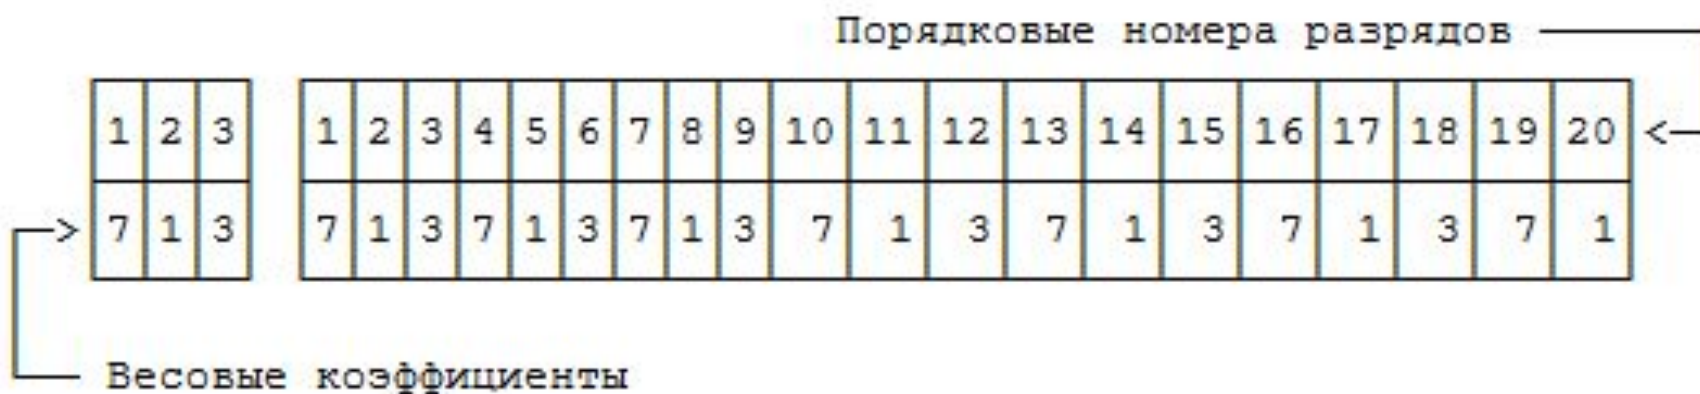 Порядковые номера разрядов
1 2 3 1 2 3 4 5 6 7 8 9 10 11 12 13 14 15 16 17 18 19 20
7 1 3 7 1 3 7 1 3 7 1 3 7 1 3 7 1 3 7 1 3 7 1
Весовые коэффициенты